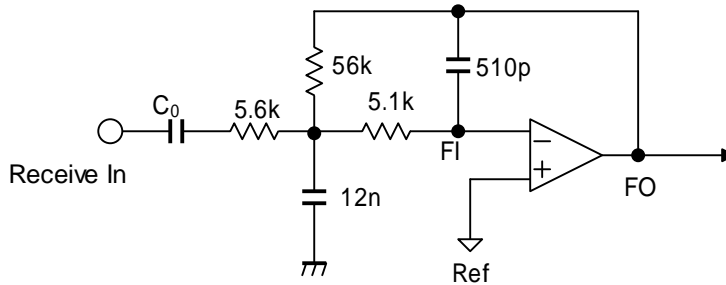 56k
510p
C₀
5.6k
5.1k
FI
Receive In
12n
FO
Ref